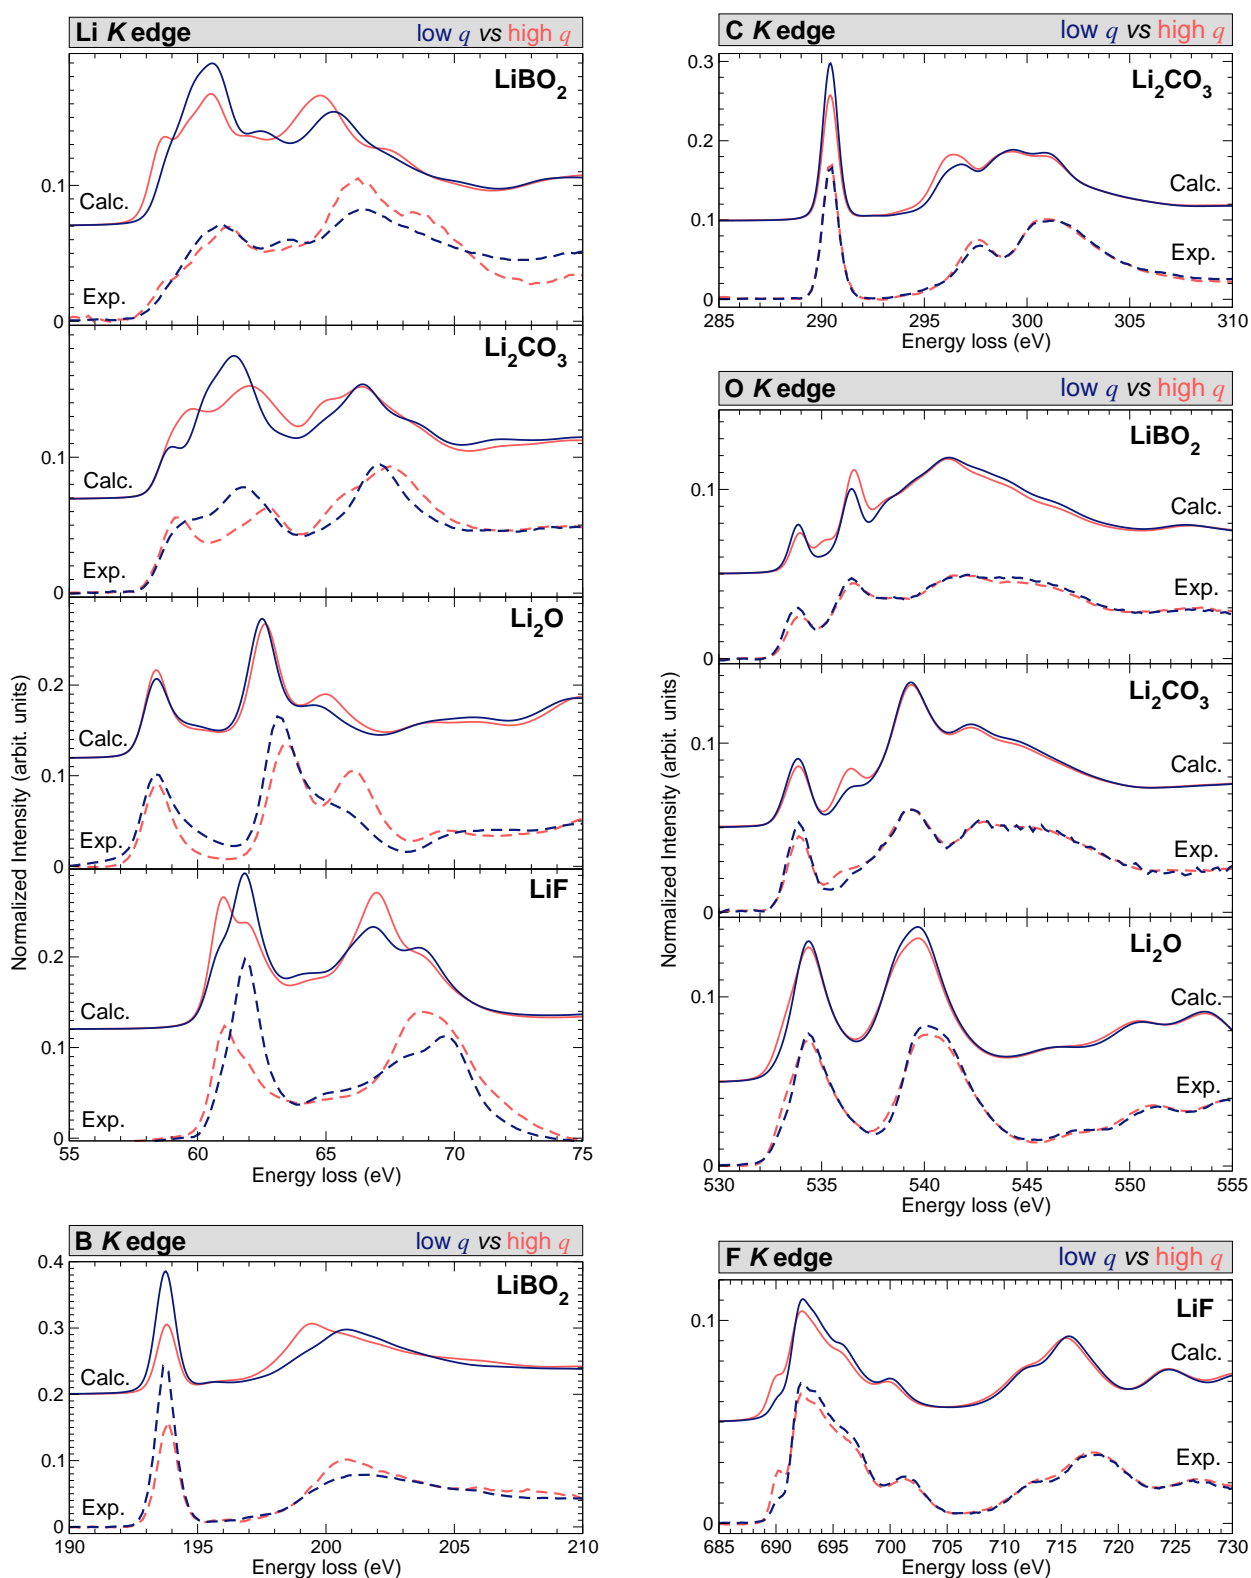 Li K edge low q vs high q
LiBO2
0.1
Calc.
Exp.
0
Li2CO3
0.1
Calc.
Exp.
0
Li2O
0.2
Calc.
0.1
Exp.
0
LiF
0.2
Calc.
0.1
Exp.
0
55 60 65 70 75
Energy loss (eV)
Normalized Intensity (arbit. units)
B K edge low q vs high q
0.4
LiBO2
0.3
Calc.
0.2
0.1
Exp.
0
190 195 200 205 210
Energy loss (eV)
C K edge low q vs high q
0.3
Li2CO3
0.2
Calc.
0.1
Exp.
0
285 290 295 300 305 310
Energy loss (eV)
O K edge low q vs high q
LiBO2
0.1
Calc.
Exp.
0
Li2CO3
0.1
Calc.
Exp.
0
Li2O
0.1
Calc.
Exp.
0
530 535 540 545 550 555
Energy loss (eV)
Normalized Intensity (arbit. units)
F K edge low q vs high q
LiF
0.1
Calc.
Exp.
0
685 690 695 700 705 710 715 720 725 730
Energy loss (eV)